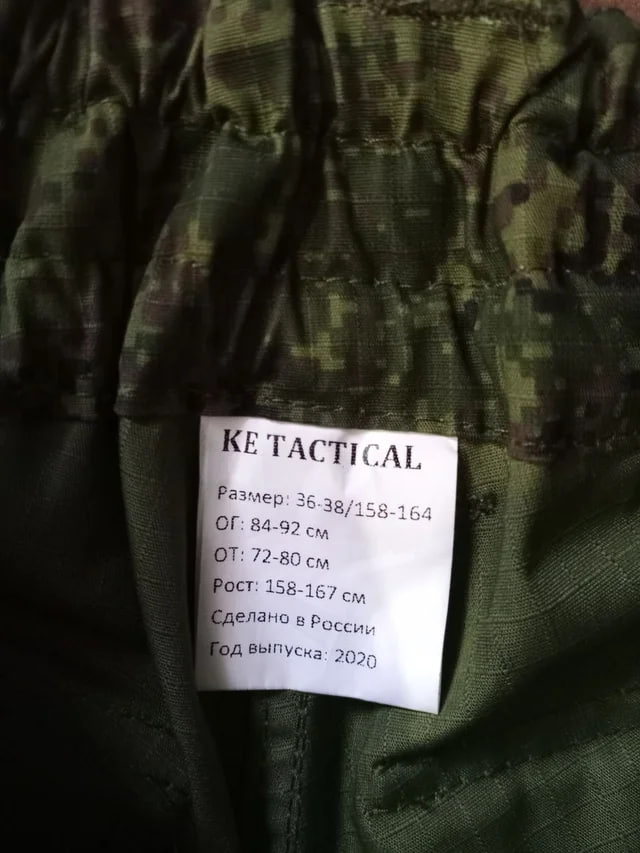 KE TACTICAL
Размер: 36-38/158-164
ОГ: 84-92 см
ОТ: 72-80 см
Рост: 158-167 см
Сделано в России
Год выпуска: 2020